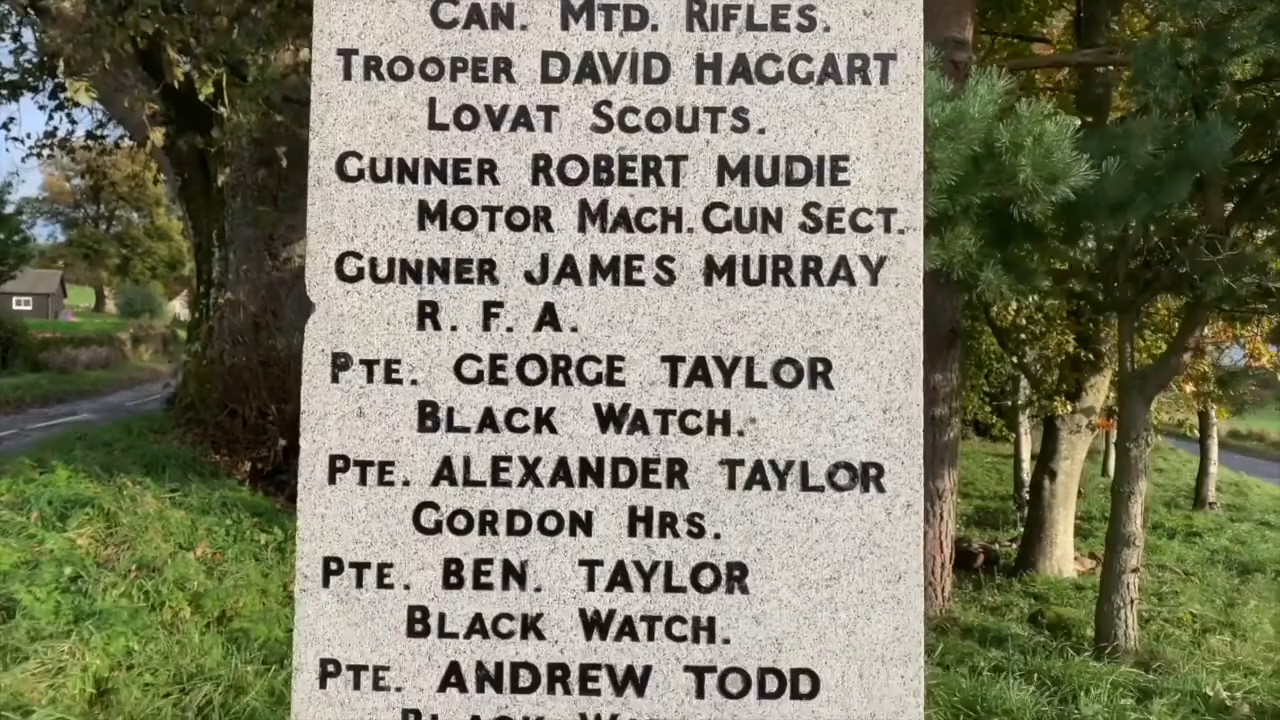 CAN. MTD. RIFLES.
TROOPER DAVID HAGGART
LOVAT SCOUTS.
GUNNER ROBERT MUDIE
MOTOR MACH. GUN SECT.
GUNNER JAMES MURRAY
R. F. A.
PTE. GEORGE TAYLOR
BLACK WATCH.
PTE. ALEXANDER TAYLOR
GORDON HRS.
PTE. BEN. TAYLOR
BLACK WATCH.
PTE. ANDREW TODD
BLACK